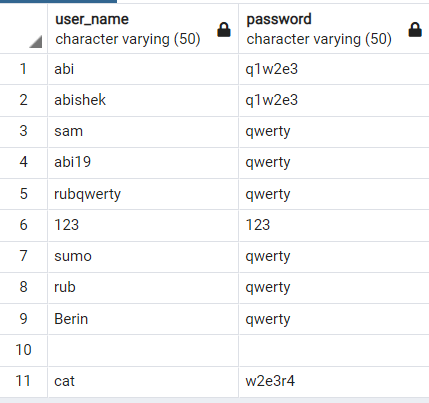 user_name password
character varying (50) character varying (50)
1 abi q1w2e3
2 abishek q1w2e3
3 sam qwerty
4 abi19 qwerty
5 rubqwerty qwerty
6 123 123
7 sumo qwerty
8 rub qwerty
9 Berin qwerty
10
11 cat w2e3r4